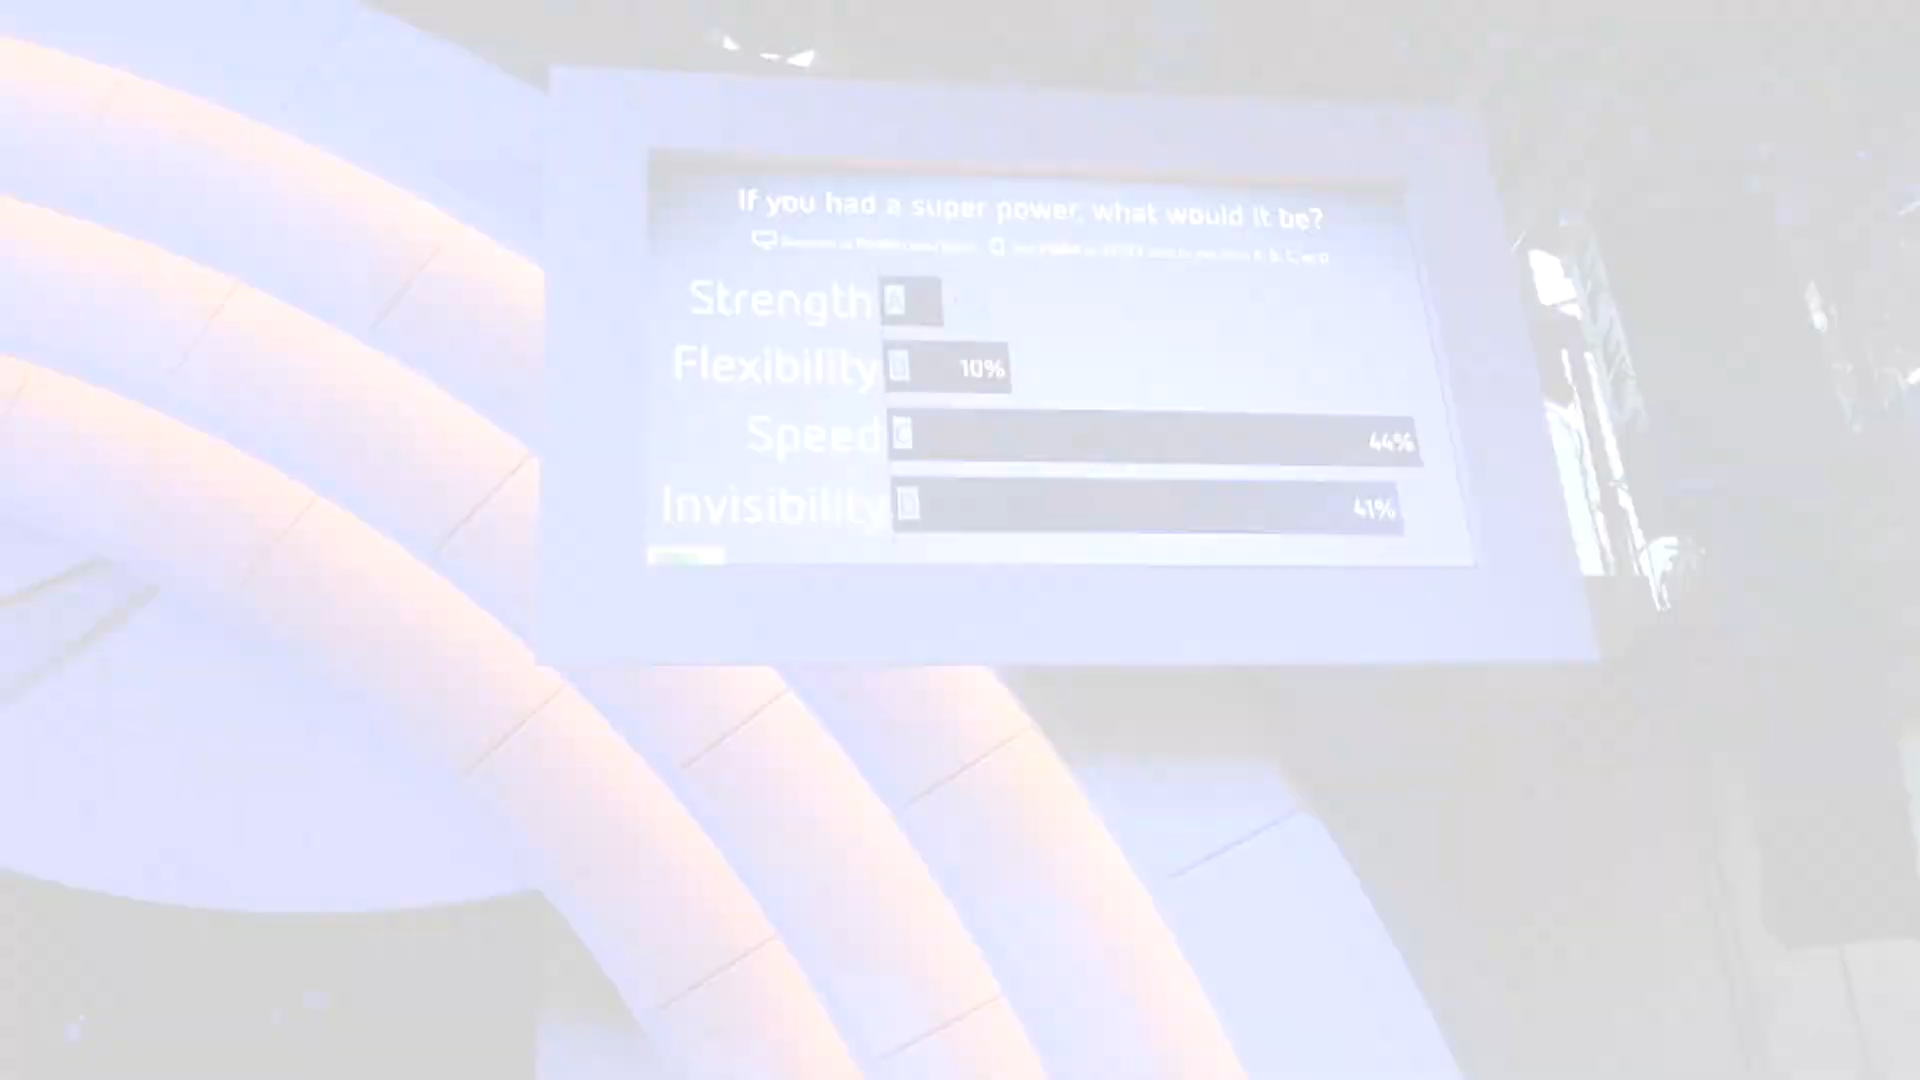 If you had a super power, what would it be?
Strength A
Flexibility B 10%
Speed C 44%
Invisibility D 41%